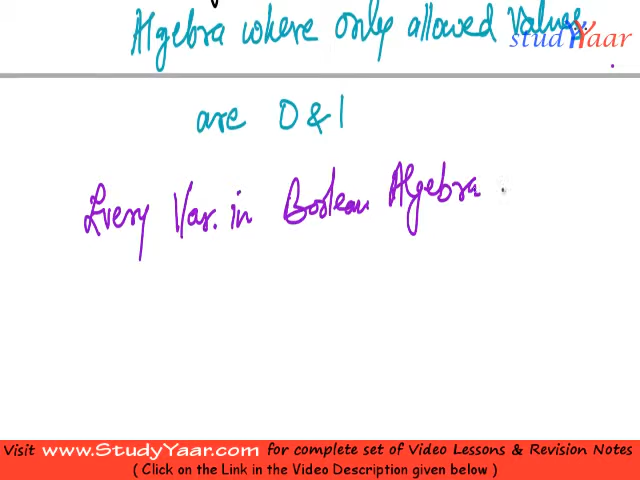 Algebra where only allowed values
studYaar
are 0 & 1
Every Var. in Boolean Algebra
Visit www.StudyYaar.com for complete set of Video Lessons & Revision Notes
( Click on the Link in the Video Description given below )